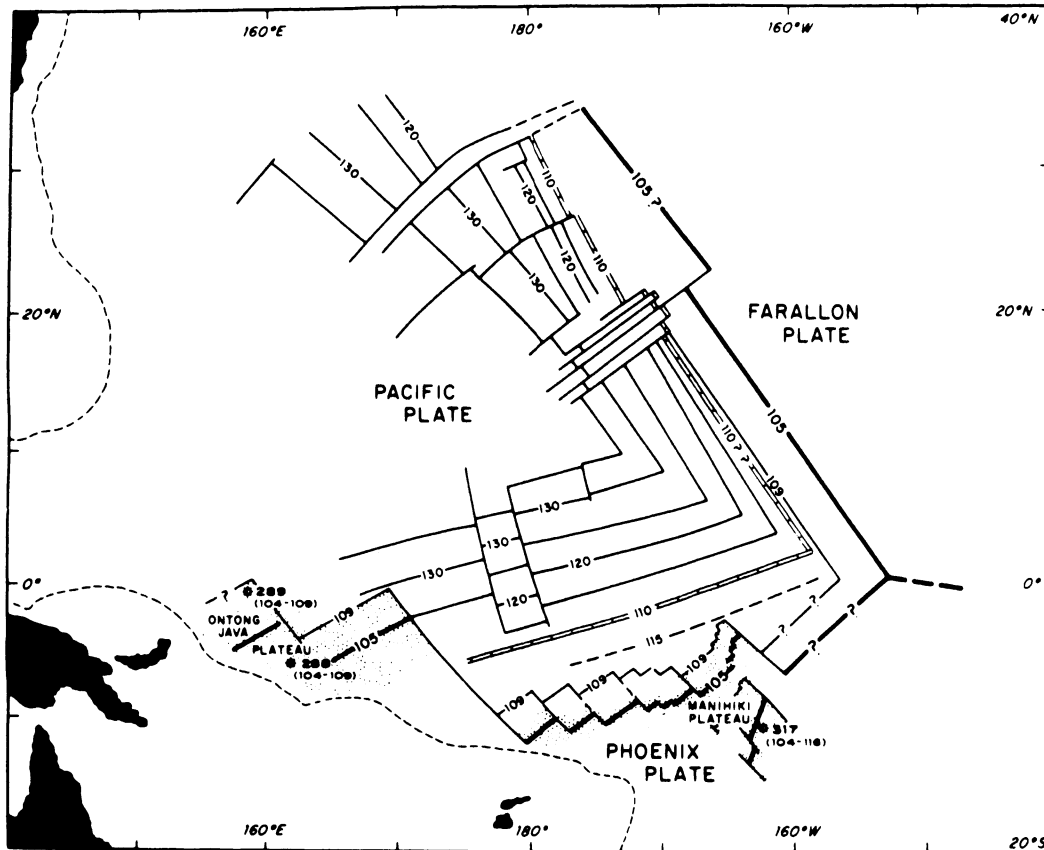 160°E 180° 160°W 40°N
120
130
110
105 ?
120
130
110
120
130
20°N
FARALLON
PLATE
20°N
PACIFIC
PLATE
105
110 ? ?
109
130
130
120
130
0°
?
289
(104-109)
109
120
110
?
0°
ONTONG
JAVA
PLATEAU
105
288
(104-109)
115
?
109
109
109
105
MANIHIKI
PLATEAU
317
(104-116)
PHOENIX
PLATE
160°E 180° 160°W 20°S